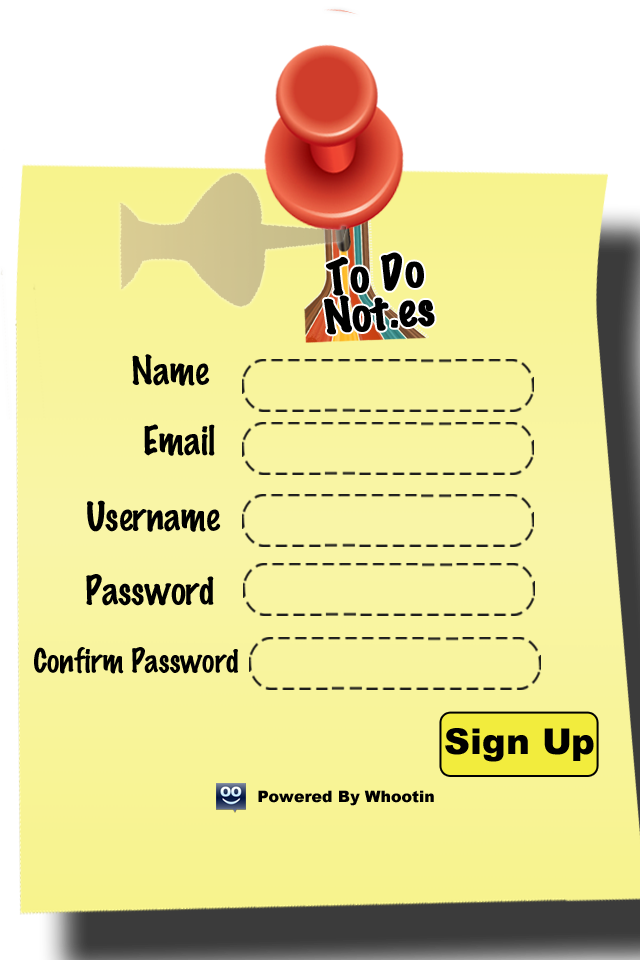 To Do
Not.es
Name
Email
Username
Password
Confirm Password
Sign Up
Powered By Whootin